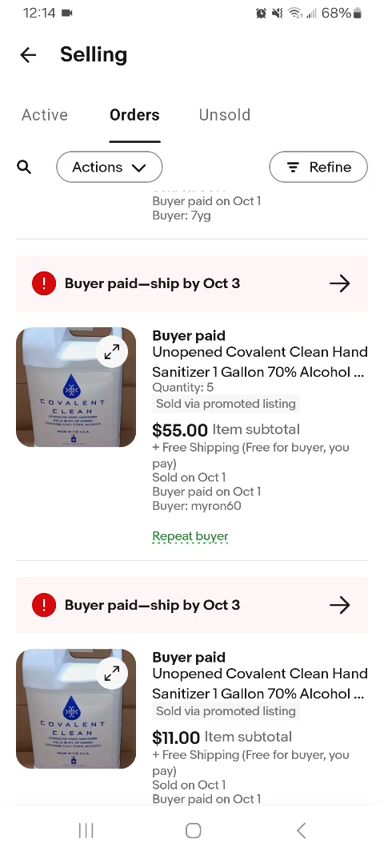 12:14
68%
Selling
Active
Orders
Unsold
Actions
Refine
Buyer paid on Oct 1
Buyer: 7yg
Buyer paid—ship by Oct 3
Buyer paid
Unopened Covalent Clean Hand
Sanitizer 1 Gallon 70% Alcohol ...
Quantity: 5
Sold via promoted listing
$55.00 Item subtotal
+ Free Shipping (Free for buyer, you
pay)
Sold on Oct 1
Buyer paid on Oct 1
Buyer: myron60
Repeat buyer
COVALENT
CLEAN
Buyer paid—ship by Oct 3
Buyer paid
Unopened Covalent Clean Hand
Sanitizer 1 Gallon 70% Alcohol ...
Sold via promoted listing
$11.00 Item subtotal
+ Free Shipping (Free for buyer, you
pay)
Sold on Oct 1
Buyer paid on Oct 1
COVALENT
CLEAN